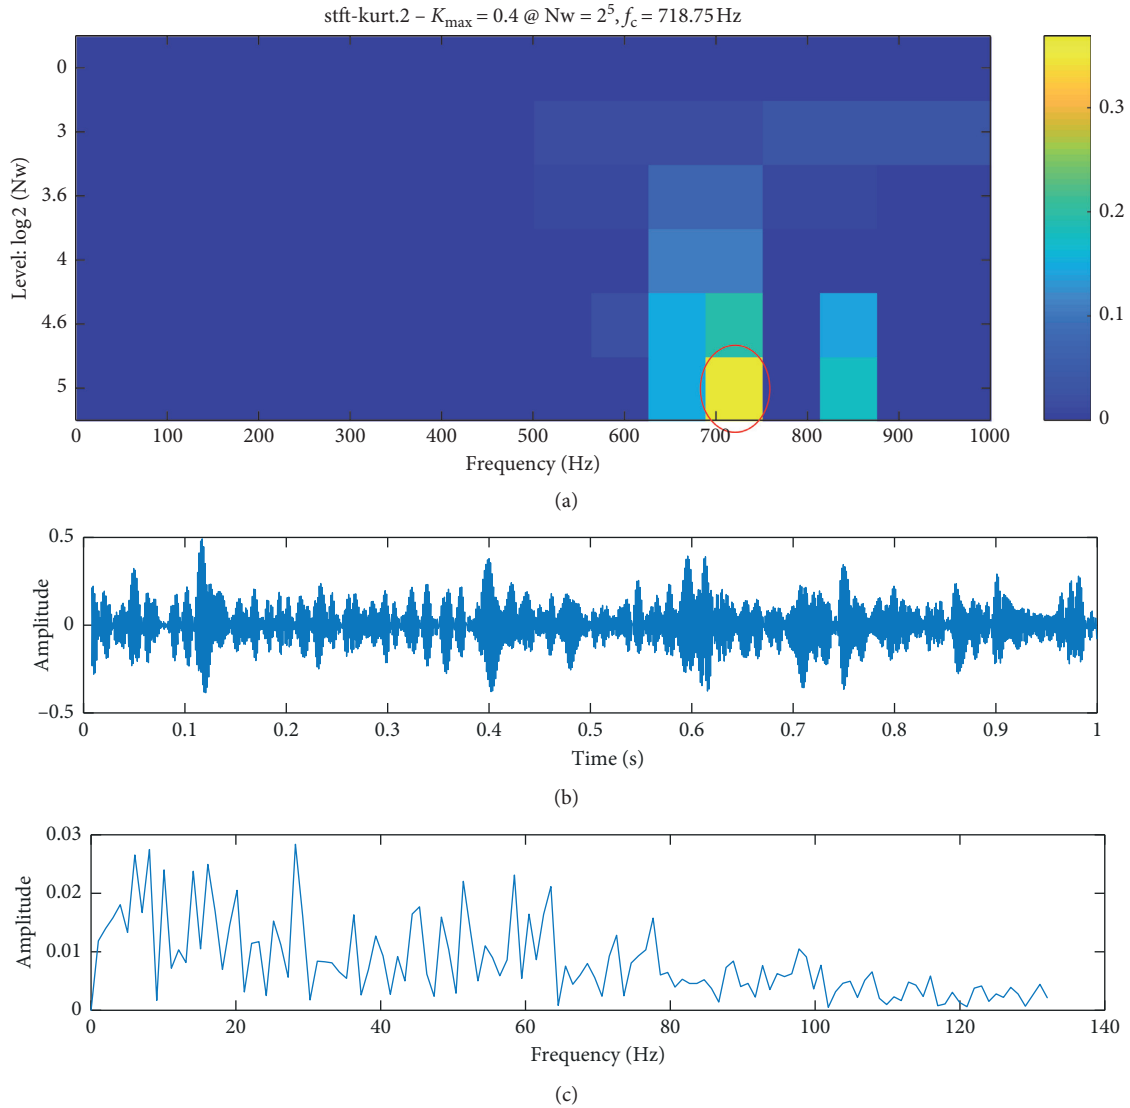 stft-kurt.2 – K_max = 0.4 @ Nw = 2^5, f_c = 718.75 Hz
Level: log2 (Nw)
0
3
3.6
4
4.6
5
0 100 200 300 400 500 600 700 800 900 1000
Frequency (Hz)
0.3
0.2
0.1
0
(a)
Amplitude
0.5
0
–0.5
0 0.1 0.2 0.3 0.4 0.5 0.6 0.7 0.8 0.9 1
Time (s)
(b)
Amplitude
0.03
0.02
0.01
0
0 20 40 60 80 100 120 140
Frequency (Hz)
(c)